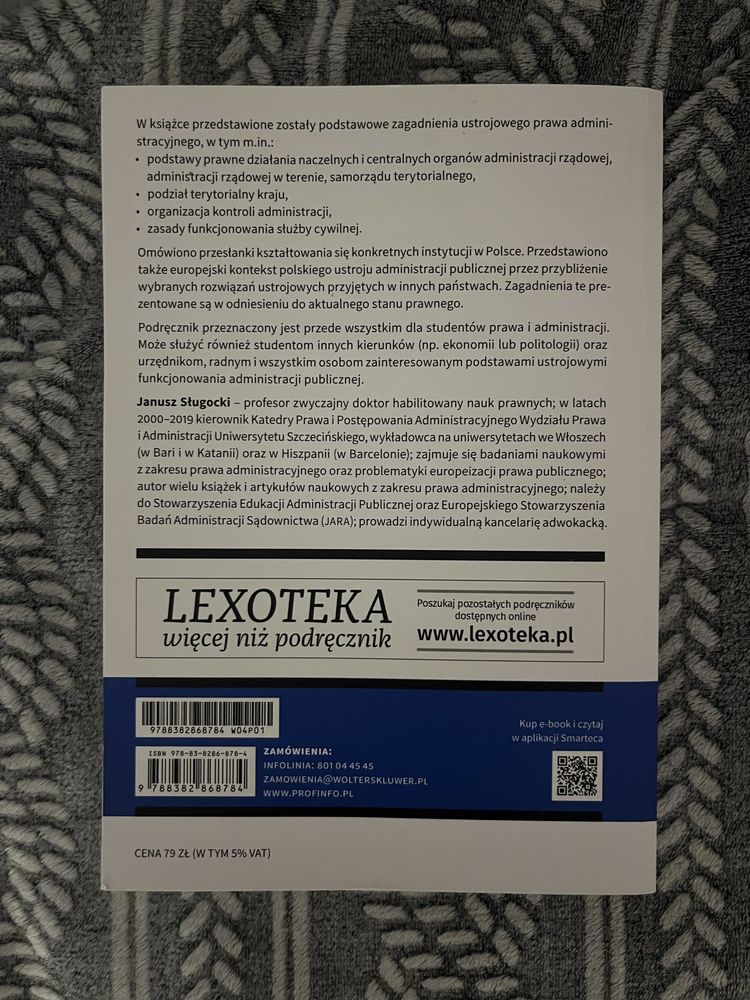 W książce przedstawione zostały podstawowe zagadnienia ustrojowego prawa admini-
stracyjnego, w tym m.in.:
• podstawy prawne działania naczelnych i centralnych organów administracji rządowej,
administracji rządowej w terenie, samorządu terytorialnego,
• podział terytorialny kraju,
• organizacja kontroli administracji,
• zasady funkcjonowania służby cywilnej.
Omówiono przesłanki kształtowania się konkretnych instytucji w Polsce. Przedstawiono
także europejski kontekst polskiego ustroju administracji publicznej przez przybliżenie
wybranych rozwiązań ustrojowych przyjętych w innych państwach. Zagadnienia te pre-
zentowane są w odniesieniu do aktualnego stanu prawnego.
Podręcznik przeznaczony jest przede wszystkim dla studentów prawa i administracji.
Może służyć również studentom innych kierunków (np. ekonomii lub politologii) oraz
urzędnikom, radnym i wszystkim osobom zainteresowanym podstawami ustrojowymi
funkcjonowania administracji publicznej.
Janusz Sługocki – profesor zwyczajny doktor habilitowany nauk prawnych; w latach
2000–2019 kierownik Katedry Prawa i Postępowania Administracyjnego Wydziału Prawa
i Administracji Uniwersytetu Szczecińskiego, wykładowca na uniwersytetach we Włoszech
(w Bari i w Katanii) oraz w Hiszpanii (w Barcelonie); zajmuje się badaniami naukowymi
z zakresu prawa administracyjnego oraz problematyki europeizacji prawa publicznego;
autor wielu książek i artykułów naukowych z zakresu prawa administracyjnego; należy
do Stowarzyszenia Edukacji Administracji Publicznej oraz Europejskiego Stowarzyszenia
Badań Administracji Sądownictwa (JARA); prowadzi indywidualną kancelarię adwokacką.
LEXOTEKA
więcej niż podręcznik
Poszukaj pozostałych podręczników
dostępnych online
www.lexoteka.pl
9788382868784 W04P01
ISBN 978-83-8286-878-4
9 788382 868784
ZAMÓWIENIA:
INFOLINIA: 801 04 45 45
ZAMOWIENIA@WOLTERSKLUWER.PL
WWW.PROFINFO.PL
Kup e-book i czytaj
w aplikacji Smarteca
CENA 79 ZŁ (W TYM 5% VAT)